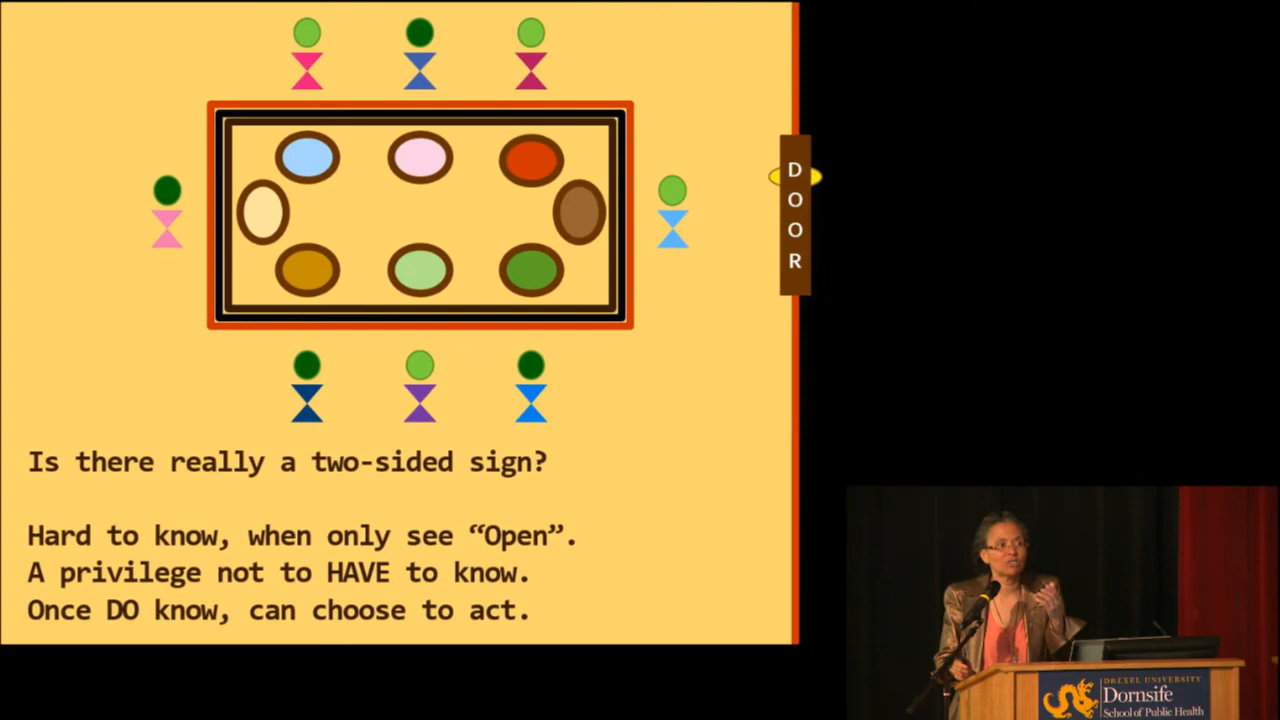 D
O
O
R
Is there really a two-sided sign?
Hard to know, when only see “Open”.
A privilege not to HAVE to know.
Once DO know, can choose to act.
DREXEL UNIVERSITY
Dornsife
School of Public Health